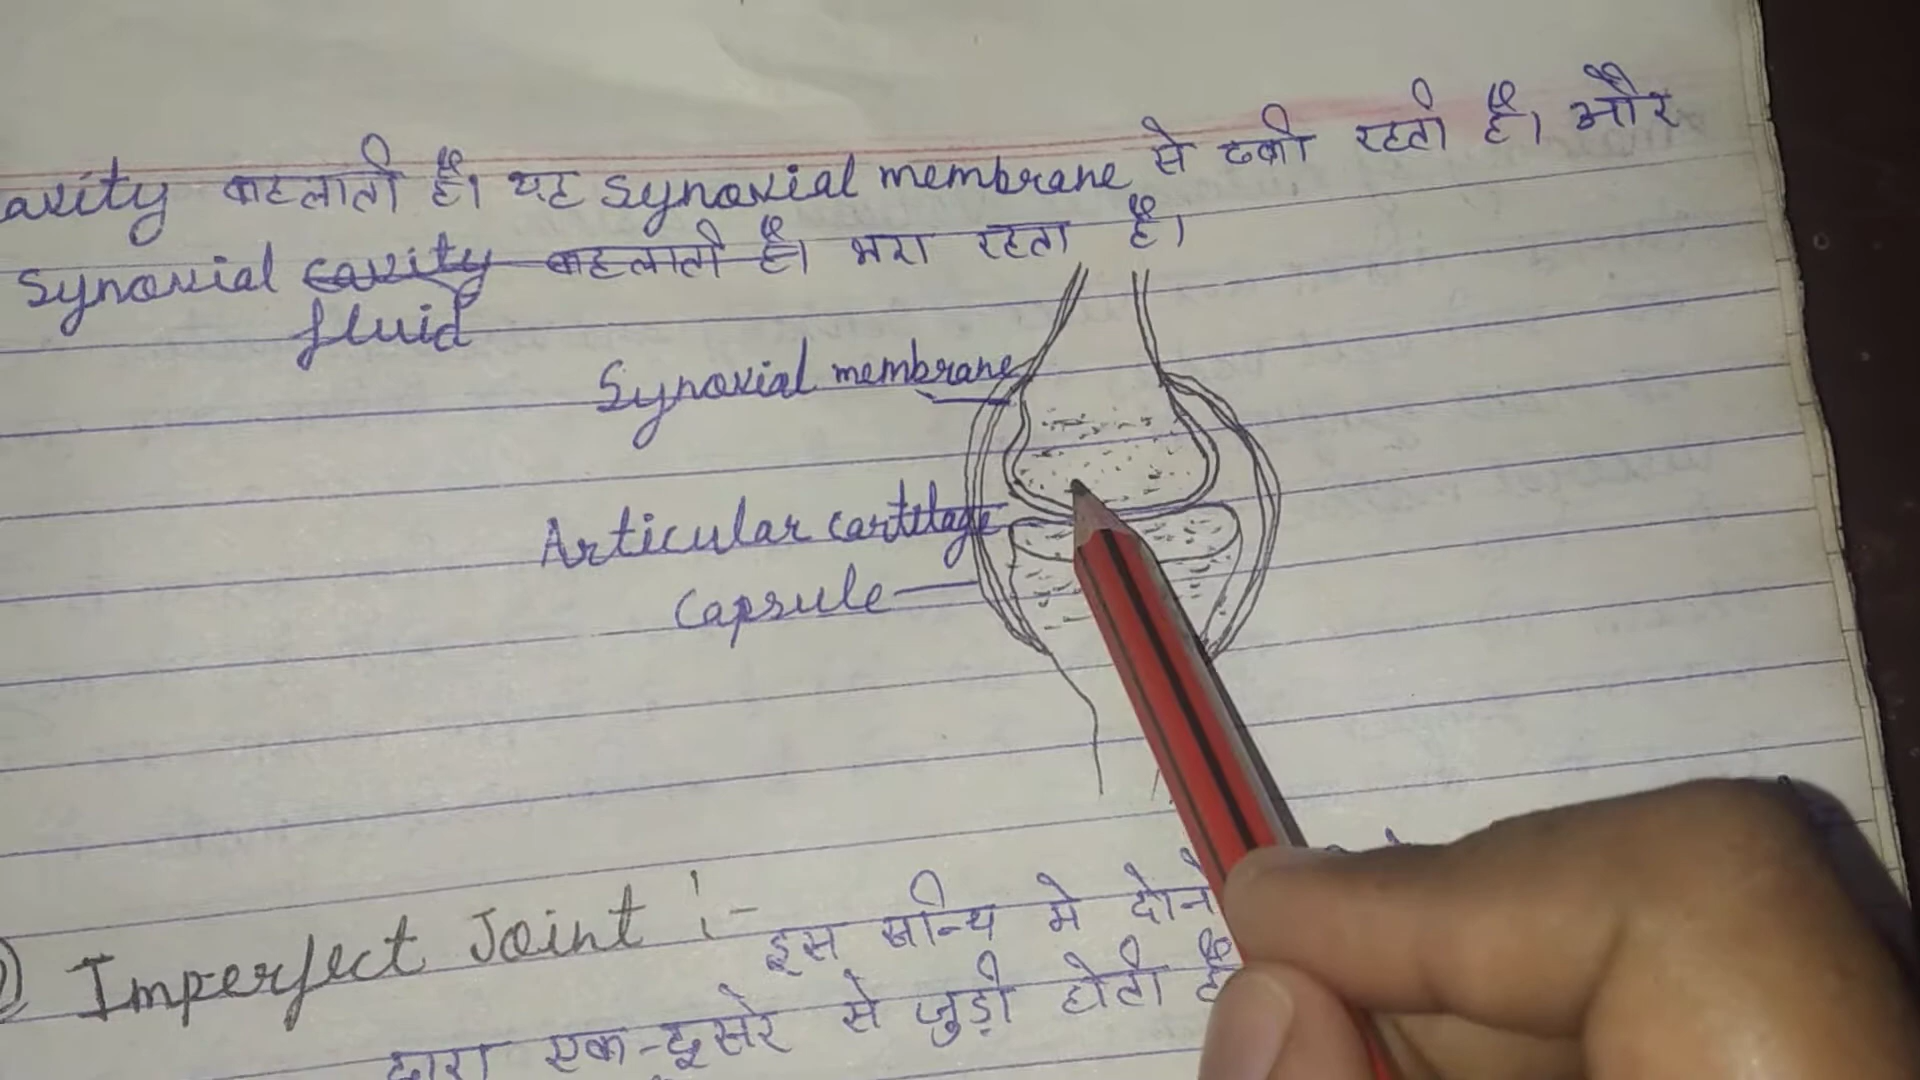 avity कहलाती है। यह synovial membrane से ढकी रहती है। और
synovial cavity कहलाती है। भरा रहता है।
fluid
Synovial membrane
Articular cartilage
Capsule
Imperfect Joint :-
इस सन्धि मे
द्वारा एक-दूसरे से जुड़ी होती है